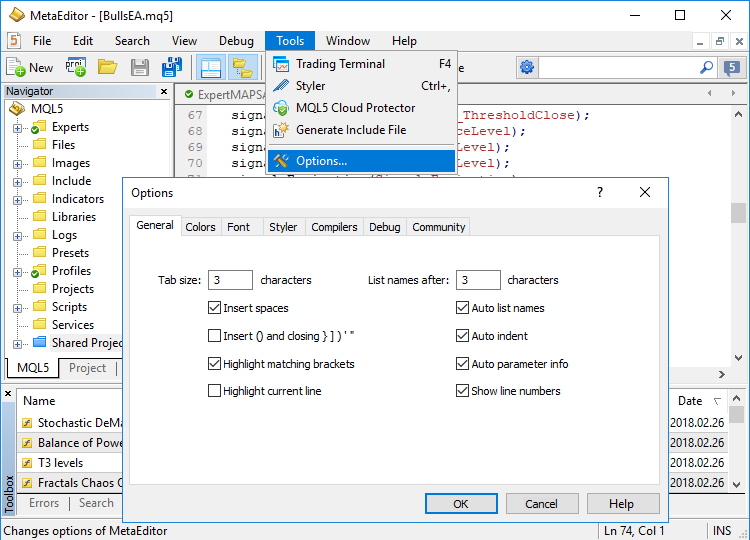 MetaEditor - [BullsEA.mq5]
File Edit Search View Debug Tools Window Help
New
Trading Terminal F4
Styler Ctrl+,
MQL5 Cloud Protector
Generate Include File
Options...
Navigator
MQL5
Experts
Files
Images
Include
Indicators
Libraries
Logs
Presets
Profiles
Projects
Scripts
Services
Shared Proje
MQL5 Project
ExpertMAPSA
67 signa _ThresholdClose);
68 signa ceLevel);
69 signa Level);
70 signa Level);
Options
General Colors Font Styler Compilers Debug Community
Tab size: 3 characters List names after: 3 characters
Insert spaces Auto list names
Insert () and closing } ] ) ' " Auto indent
Highlight matching brackets Auto parameter info
Highlight current line Show line numbers
OK Cancel Help
Toolbox
Name Date
Stochastic DeMa 2018.02.26
Balance of Powe 2018.02.26
T3 levels 2018.02.26
Fractals Chaos O 2018.02.26
Errors Search
Changes options of MetaEditor Ln 74, Col 1 INS